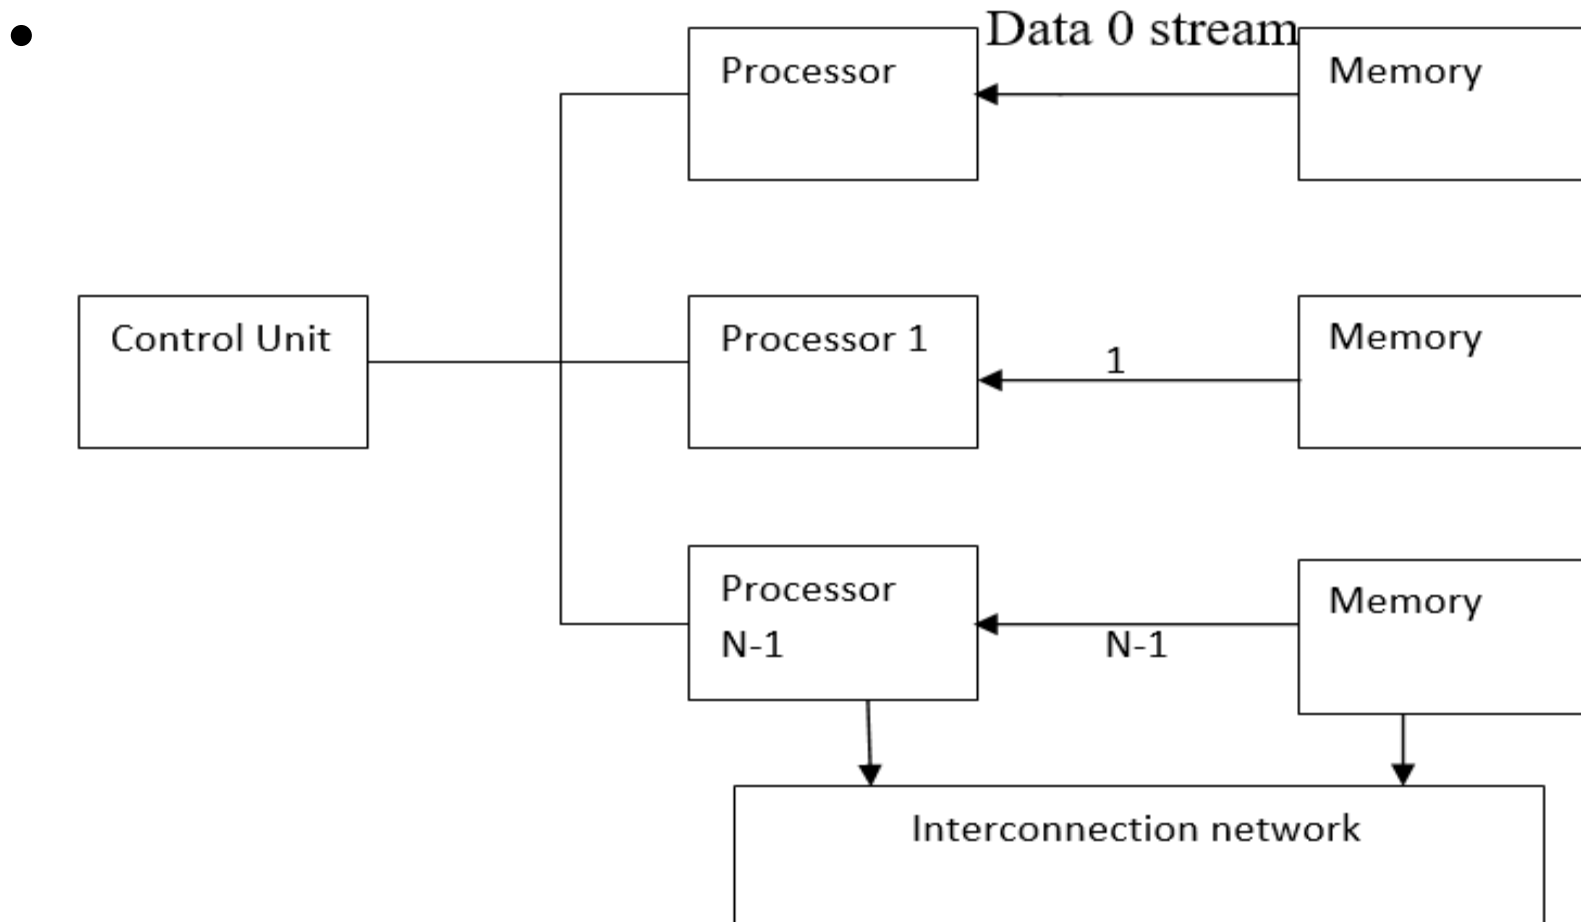 Data 0 stream
Processor
Memory
Control Unit
Processor 1
1
Memory
Processor
N-1
N-1
Memory
Interconnection network